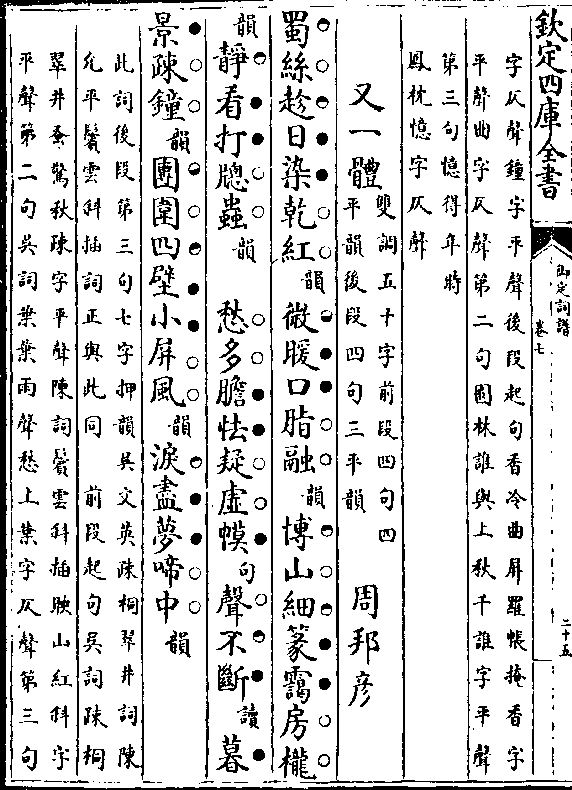 欽定四庫全書
御定詞譜
卷七
二十五
字仄聲鐘字平聲後段起句香冷曲屏羅帳掩香字
平聲曲字仄聲第二句園林誰與上秋千誰字平聲
第三句憶得年時
鳳枕憶字仄聲
又一體
雙調五十字前段四句四
平韻後段四句三平韻
周邦彥
蜀絲趁日染乾紅韻微暖口脂融韻博山細篆靄房櫳
韻靜看打牕蟲韻 愁多膽怯疑虛幙句聲不斷讀暮
景疎鐘韻團圍四壁小屏風韻淚盡夢啼中韻
此詞後段第三句七字押韻吳文英疎桐翠井詞陳
允平鬢雲斜插詞正與此同 前段起句吳詞疎桐
翠井蚤驚秋疎字平聲陳詞鬢雲斜插映山紅斜字
平聲第二句吳詞葉葉雨聲愁上葉字仄聲第三句